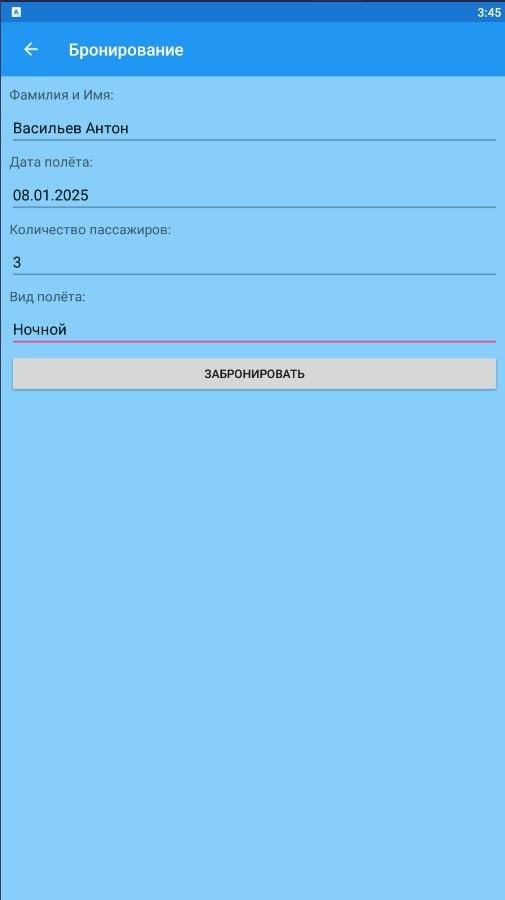 A
3:45
Бронирование
Фамилия и Имя:
Васильев Антон
Дата полёта:
08.01.2025
Количество пассажиров:
3
Вид полёта:
Ночной
ЗАБРОНИРОВАТЬ